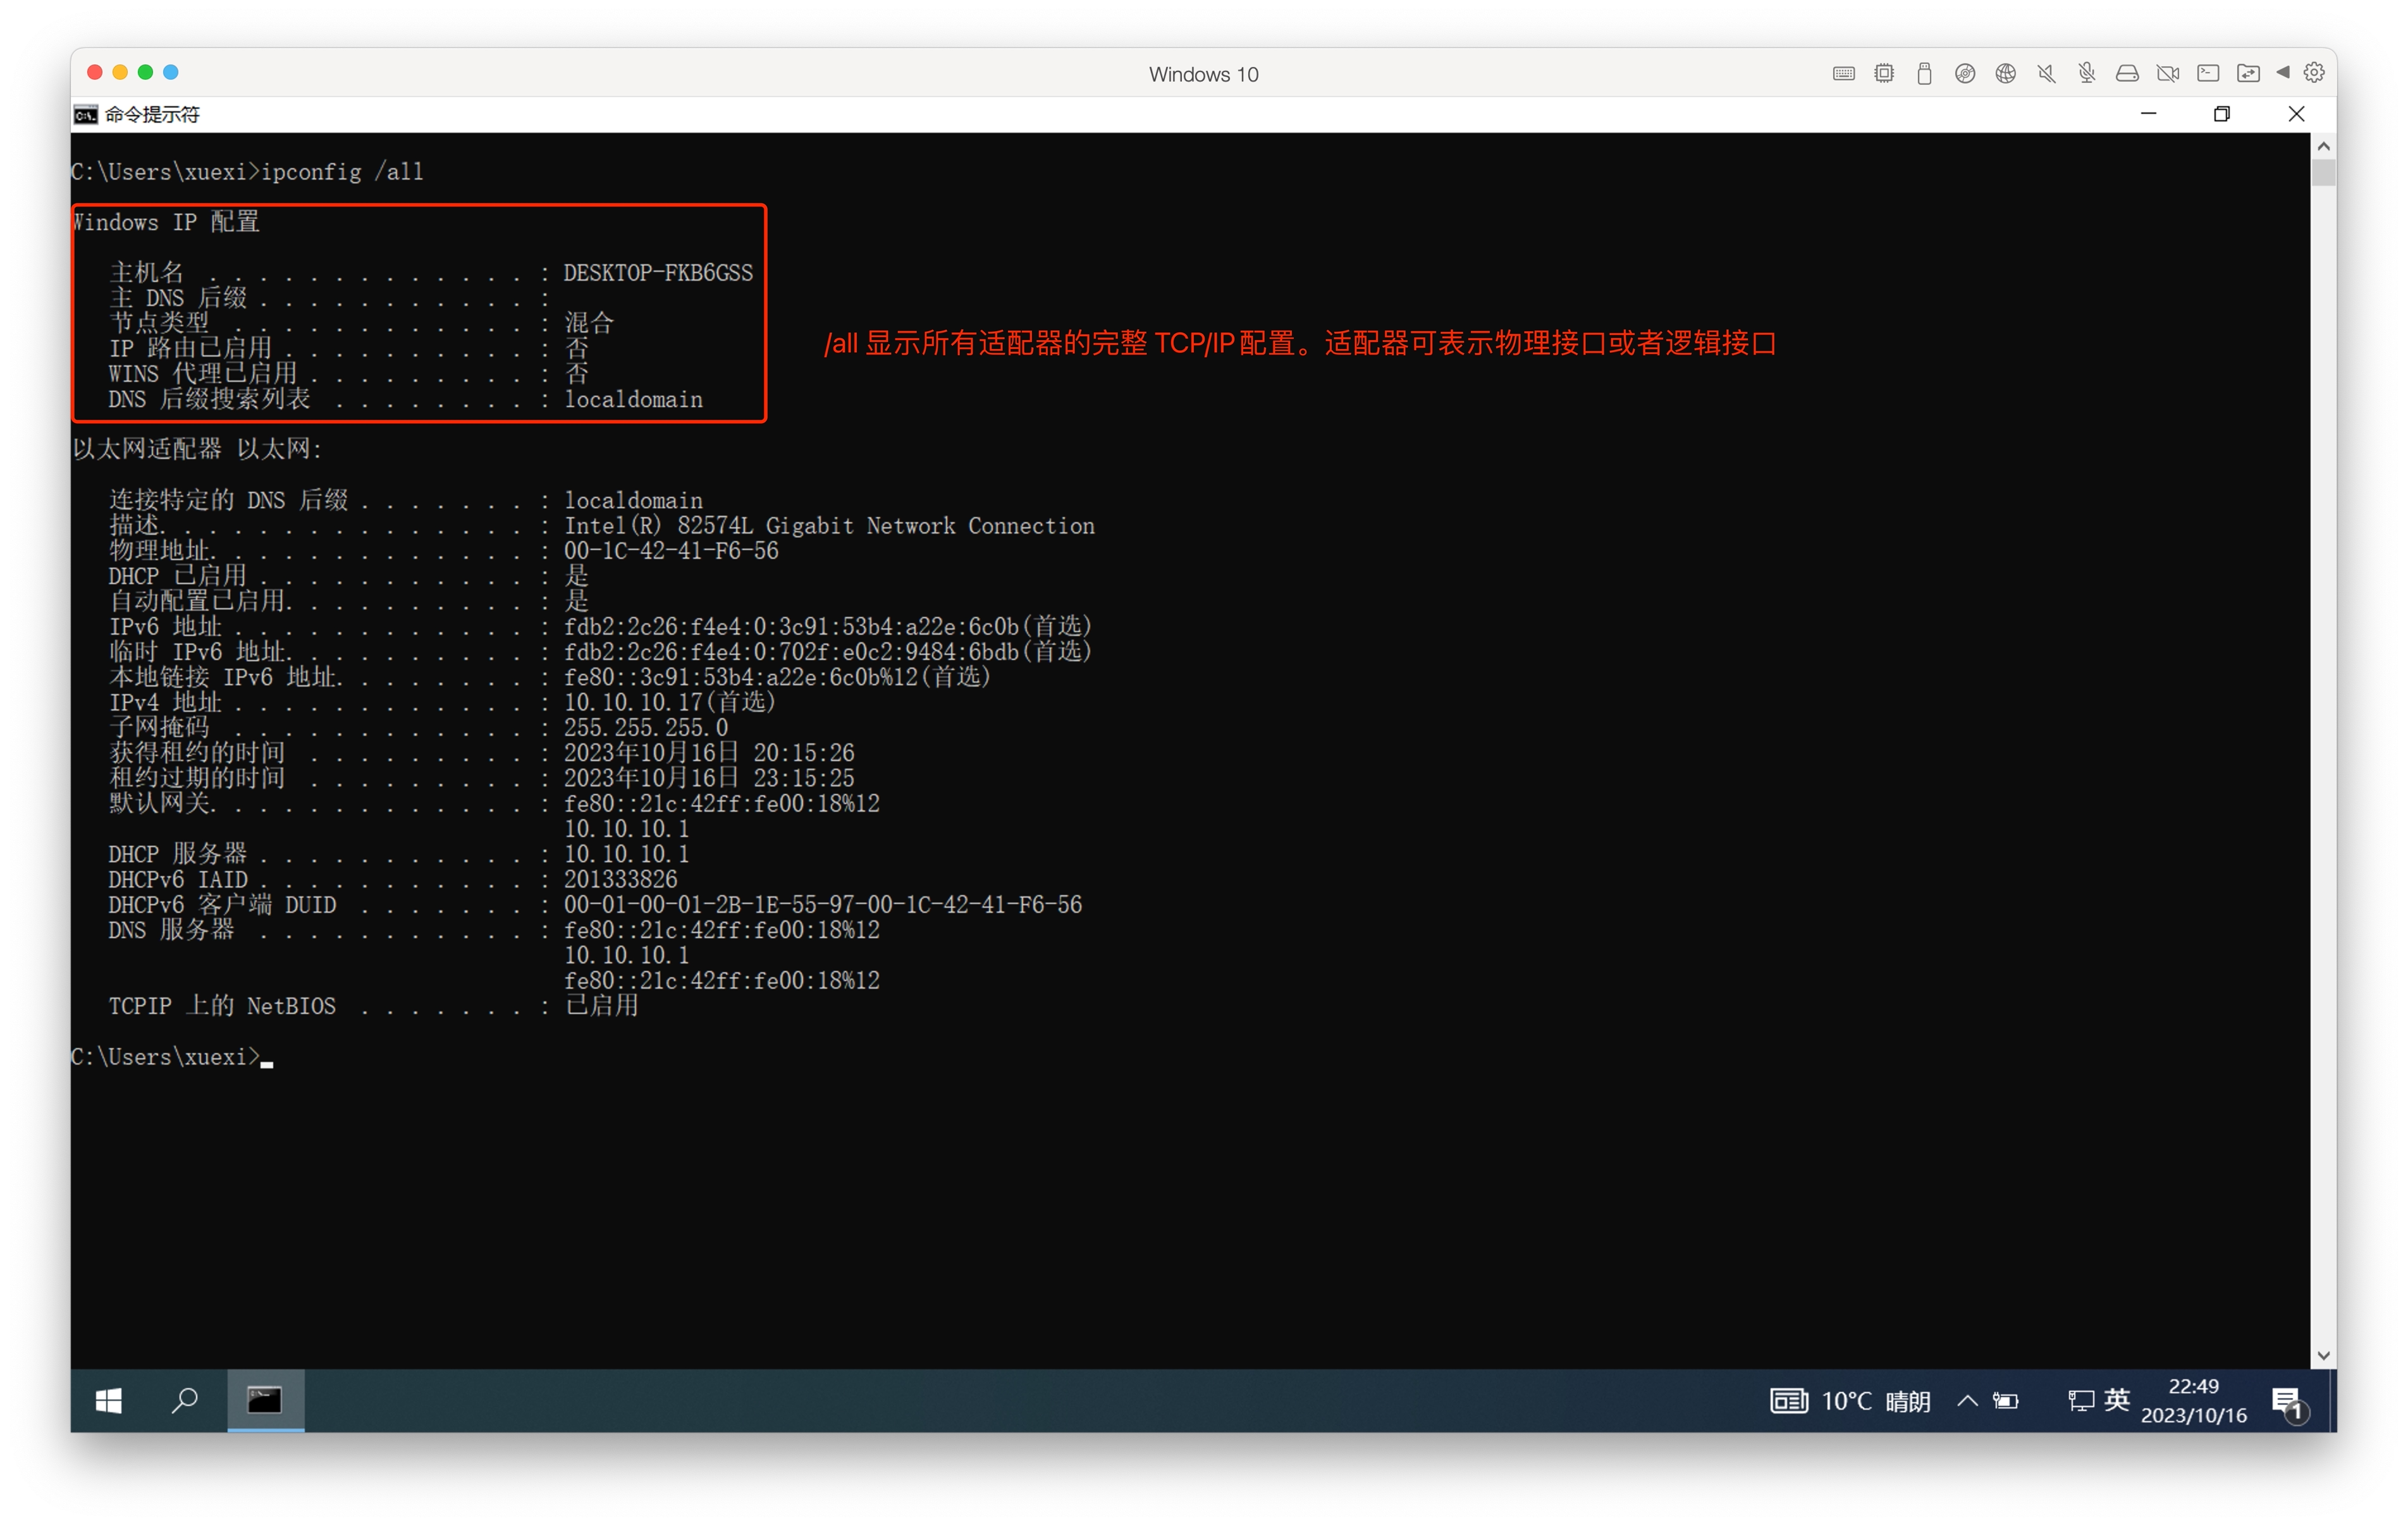 Windows 10
命令提示符
C:\Users\xuexi>ipconfig /all
Windows IP 配置
主机名 . . . . . . . . . . . . . : DESKTOP-FKB6GSS
主 DNS 后缀 . . . . . . . . . . . :
节点类型 . . . . . . . . . . . . : 混合
IP 路由已启用 . . . . . . . . . . : 否
WINS 代理已启用 . . . . . . . . . : 否
DNS 后缀搜索列表 . . . . . . . . : localdomain
/all 显示所有适配器的完整 TCP/IP 配置。适配器可表示物理接口或者逻辑接口
以太网适配器 以太网:
连接特定的 DNS 后缀 . . . . . . . : localdomain
描述. . . . . . . . . . . . . . . : Intel(R) 82574L Gigabit Network Connection
物理地址. . . . . . . . . . . . . : 00-1C-42-41-F6-56
DHCP 已启用 . . . . . . . . . . . : 是
自动配置已启用. . . . . . . . . . : 是
IPv6 地址 . . . . . . . . . . . . : fdb2:2c26:f4e4:0:3c91:53b4:a22e:6c0b(首选)
临时 IPv6 地址. . . . . . . . . . : fdb2:2c26:f4e4:0:702f:e0c2:9484:6bdb(首选)
本地链接 IPv6 地址. . . . . . . . : fe80::3c91:53b4:a22e:6c0b%12(首选)
IPv4 地址 . . . . . . . . . . . . : 10.10.10.17(首选)
子网掩码 . . . . . . . . . . . . : 255.255.255.0
获得租约的时间 . . . . . . . . . : 2023年10月16日 20:15:26
租约过期的时间 . . . . . . . . . : 2023年10月16日 23:15:25
默认网关. . . . . . . . . . . . . : fe80::21c:42ff:fe00:18%12
10.10.10.1
DHCP 服务器 . . . . . . . . . . . : 10.10.10.1
DHCPv6 IAID . . . . . . . . . . . : 201333826
DHCPv6 客户端 DUID . . . . . . . : 00-01-00-01-2B-1E-55-97-00-1C-42-41-F6-56
DNS 服务器 . . . . . . . . . . . : fe80::21c:42ff:fe00:18%12
10.10.10.1
fe80::21c:42ff:fe00:18%12
TCPIP 上的 NetBIOS . . . . . . . : 已启用
C:\Users\xuexi>
10°C 晴朗
英
22:49
2023/10/16
1